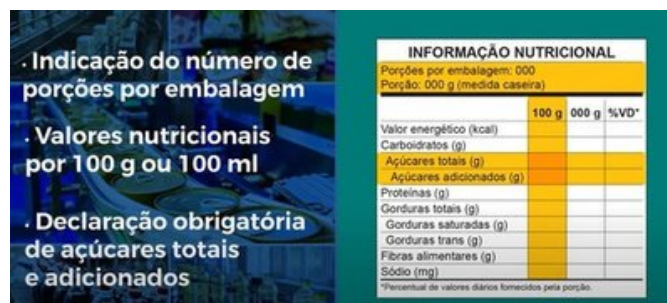 · Indicação do número de
porções por embalagem
· Valores nutricionais
por 100 g ou 100 ml
· Declaração obrigatória
de açúcares totais
e adicionados
INFORMAÇÃO NUTRICIONAL
Porções por embalagem: 000
Porção: 000 g (medida caseira)
100 g 000 g %VD*
Valor energético (kcal)
Carboidratos (g)
Açúcares totais (g)
Açúcares adicionados (g)
Proteínas (g)
Gorduras totais (g)
Gorduras saturadas (g)
Gorduras trans (g)
Fibras alimentares (g)
Sódio (mg)
*Percentual de valores diários fornecidos pela porção.